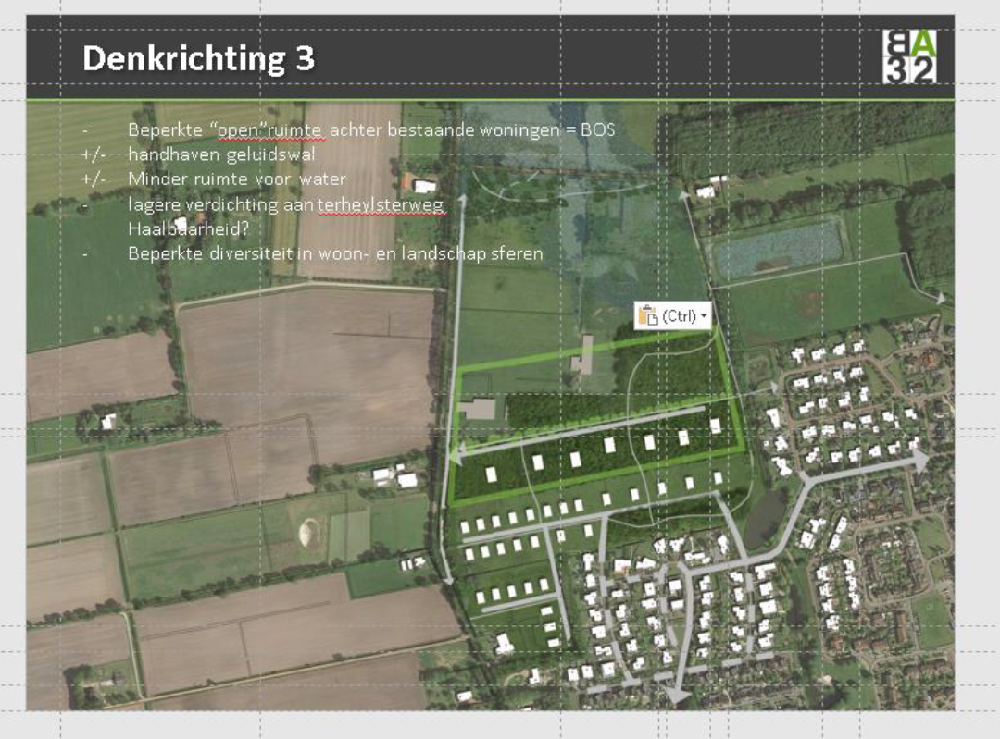 Denkrichting 3
BA
32
- Beperkte “open”ruimte achter bestaande woningen = BOS
+/- handhaven geluidswal
+/- Minder ruimte voor water
- lagere verdichting aan terheylsterweg
Haalbaarheid?
- Beperkte diversiteit in woon- en landschap sferen
(Ctrl)